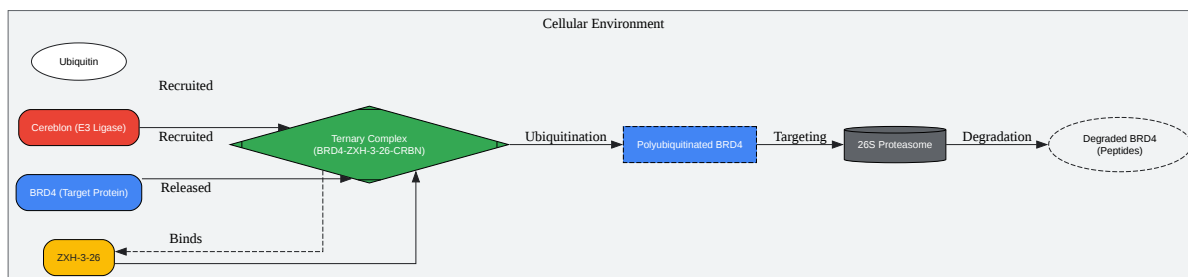 Cellular Environment
Ubiquitin
Recruited
Cerebron (E3 Ligase)
Recruited
Ternary Complex
(BRD4-ZXH-3-26-CRBN)
Ubiquitination
Polyubiquitinated BRD4
Targeting
26S Proteasome
Degradation
Degraded BRD4
(Peptides)
BRD4 (Target Protein)
Released
Binds
ZXH-3-26